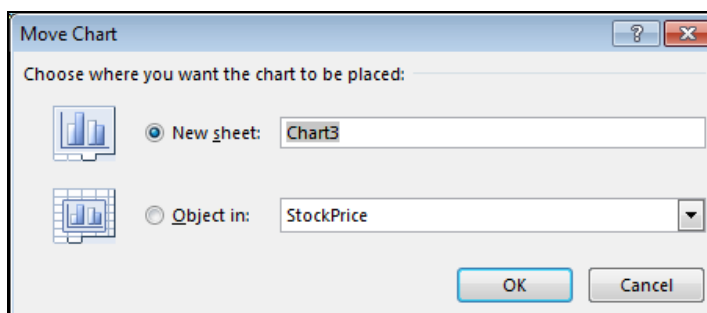 Move Chart
?
Choose where you want the chart to be placed:
New sheet: Chart3
Object in: StockPrice
OK Cancel